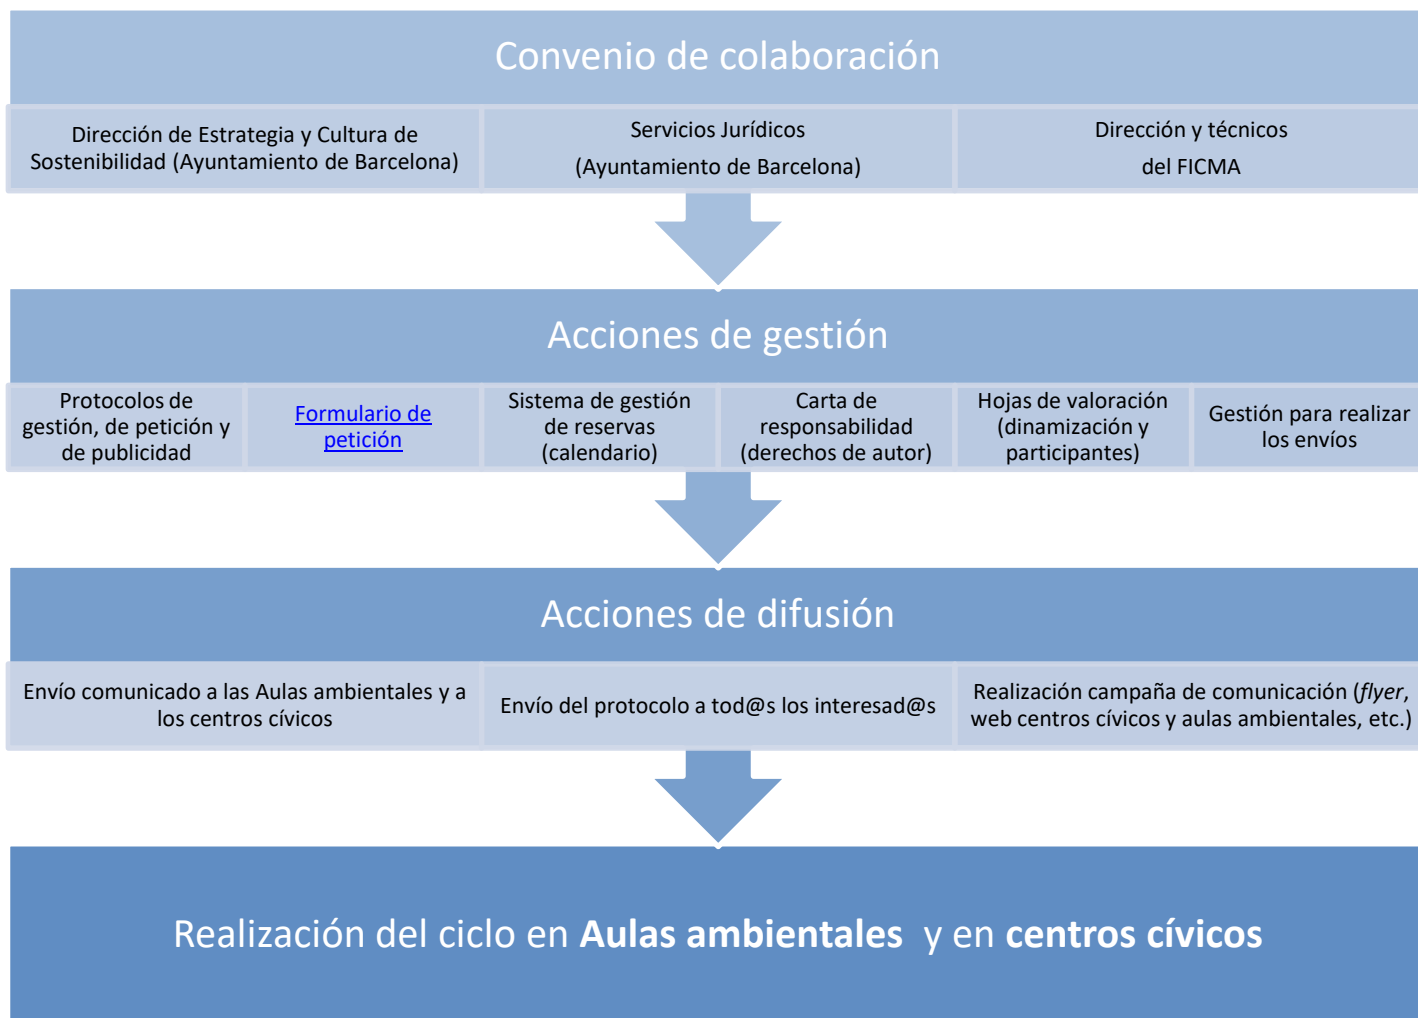 Convenio de colaboración
Dirección de Estrategia y Cultura de
Sostenibilidad (Ayuntamiento de Barcelona)
Servicios Jurídicos
(Ayuntamiento de Barcelona)
Dirección y técnicos
del FICMA
Acciones de gestión
Protocolos de
gestión, de petición y
de publicidad
Formulario de
petición
Sistema de gestión
de reservas
(calendario)
Carta de
responsabilidad
(derechos de autor)
Hojas de valoración
(dinamización y
participantes)
Gestión para realizar
los envíos
Acciones de difusión
Envío comunicado a las Aulas ambientales y a
los centros cívicos
Envío del protocolo a tod@s los interesad@s
Realización campaña de comunicación (flyer,
web centros cívicos y aulas ambientales, etc.)
Realización del ciclo en Aulas ambientales y en centros cívicos